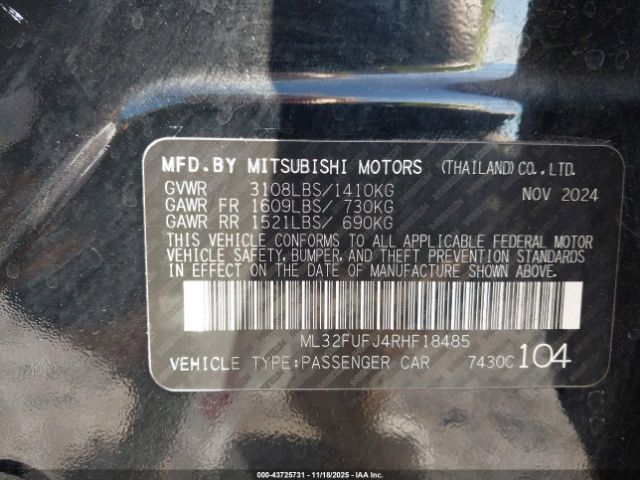 MFD.BY MITSUBISHI MOTORS (THAILAND)CO.,LTD.
GVWR 3108LBS/1410KG NOV 2024
GAWR FR 1609LBS/ 730KG
GAWR RR 1521LBS/ 690KG
THIS VEHICLE CONFORMS TO ALL APPLICABLE FEDERAL MOTOR
VEHICLE SAFETY, BUMPER, AND THEFT PREVENTION STANDARDS
IN EFFECT ON THE DATE OF MANUFACTURE SHOWN ABOVE.
ML32FUFJ4RHF18485
VEHICLE TYPE:PASSENGER CAR 7430C 104
000-43725731 - 11/18/2025 - IAA Inc.